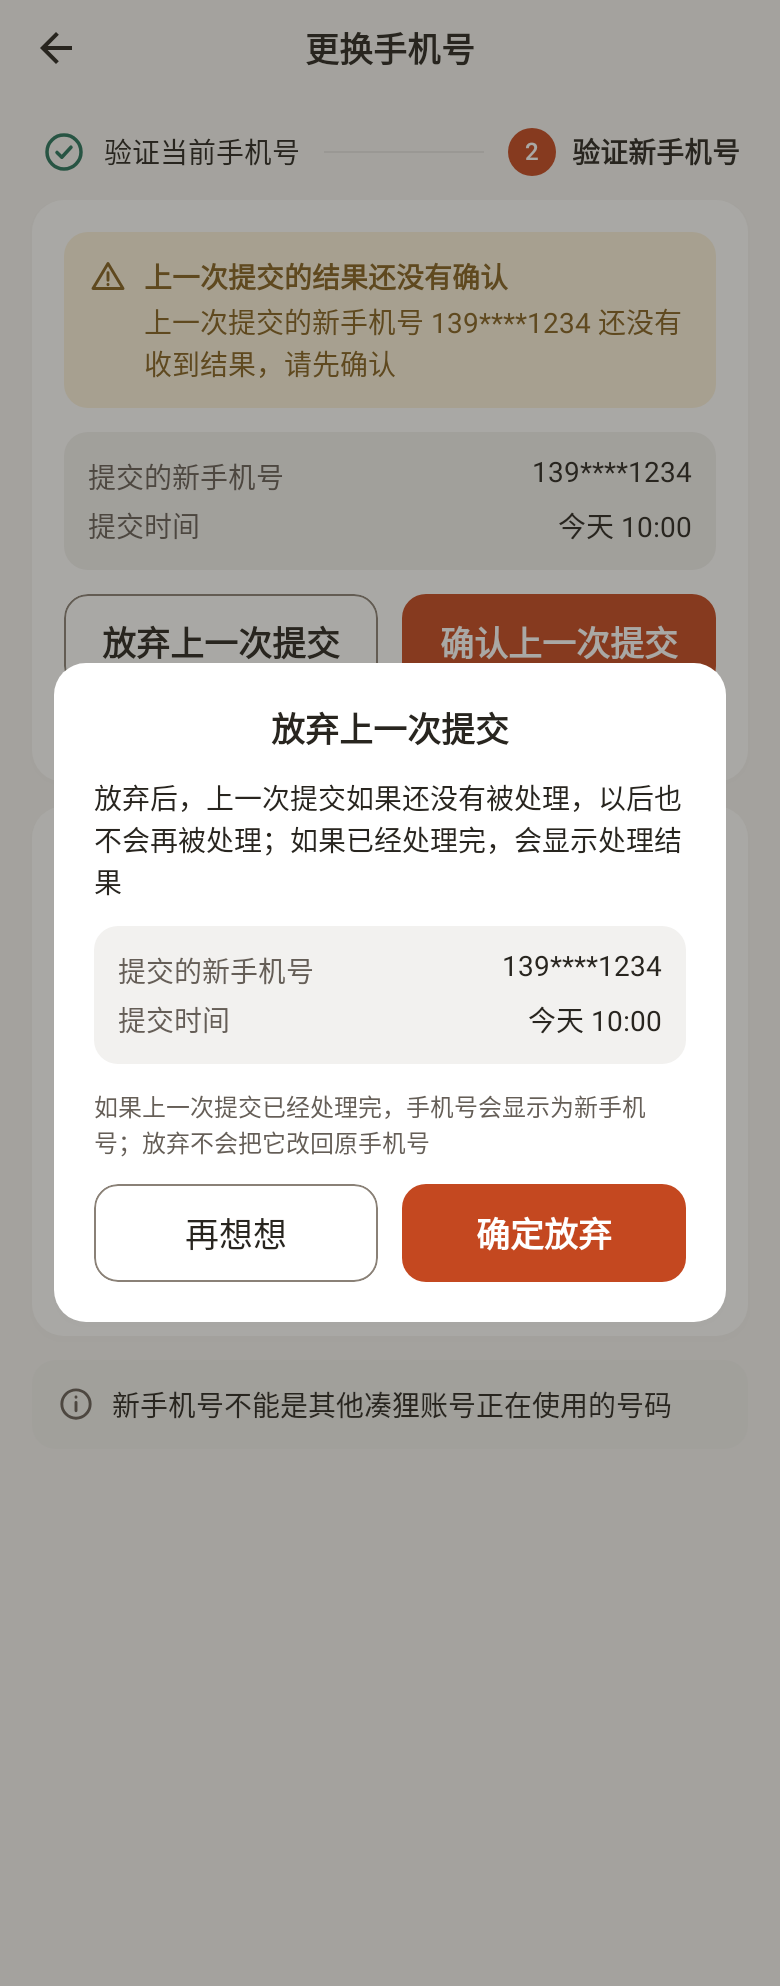 更换手机号
验证当前手机号
2 验证新手机号
上一次提交的结果还没有确认
上一次提交的新手机号 139****1234 还没有
收到结果，请先确认
提交的新手机号 139****1234
提交时间 今天 10:00
放弃上一次提交 确认上一次提交
放弃上一次提交
放弃后，上一次提交如果还没有被处理，以后也
不会再被处理；如果已经处理完，会显示处理结
果
提交的新手机号 139****1234
提交时间 今天 10:00
如果上一次提交已经处理完，手机号会显示为新手机
号；放弃不会把它改回原手机号
再想想 确定放弃
新手机号不能是其他凑狸账号正在使用的号码